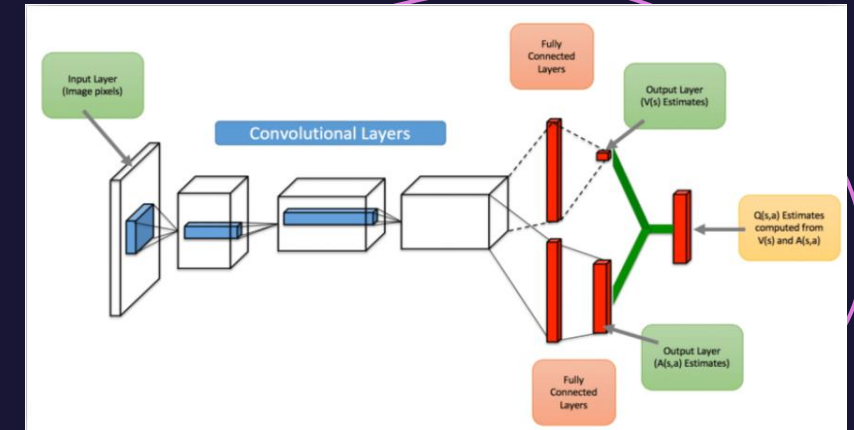 Input Layer
(Image pixels)
Convolutional Layers
Fully
Connected
Layers
Output Layer
(V(s) Estimates)
Q(s,a) Estimates
computed from
V(s) and A(s,a)
Output Layer
(A(s,a) Estimates)
Fully
Connected
Layers